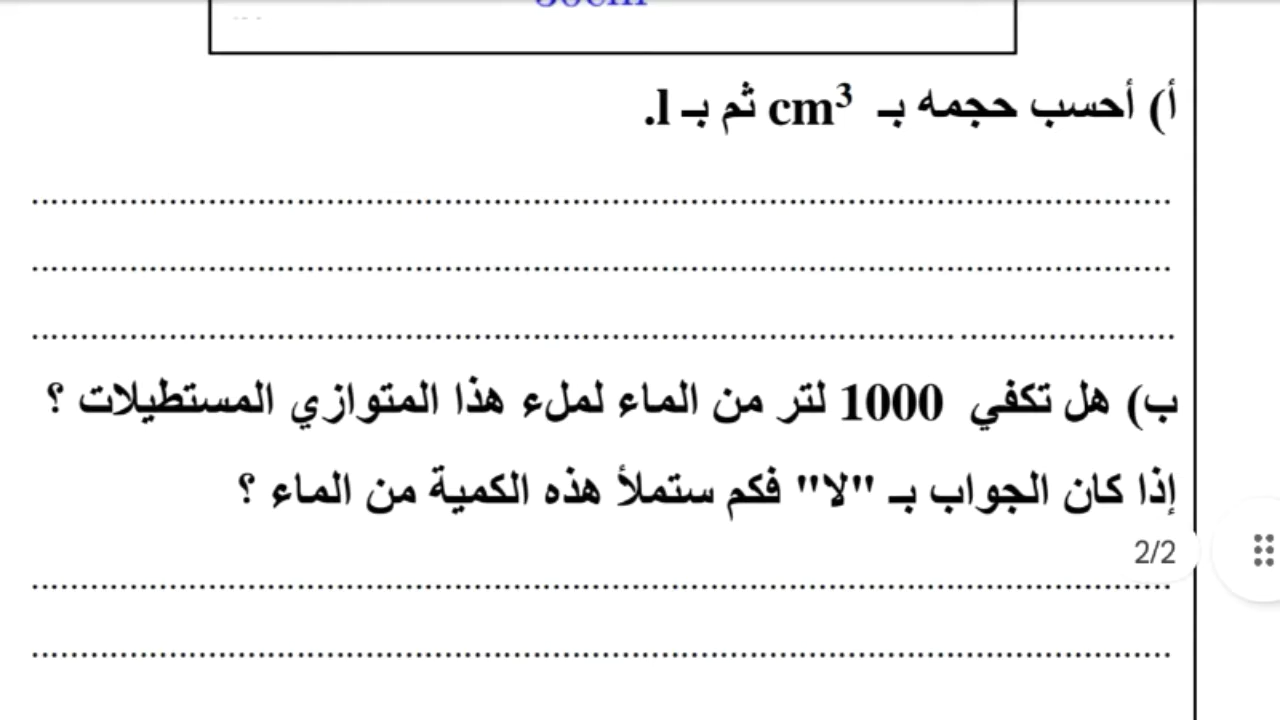 أ) أحسب حجمه بـ cm³ ثم بـ l.
ب) هل تكفي 1000 لتر من الماء لملء هذا المتوازي المستطيلات ؟
إذا كان الجواب بـ "لا" فكم ستملأ هذه الكمية من الماء ؟
2/2